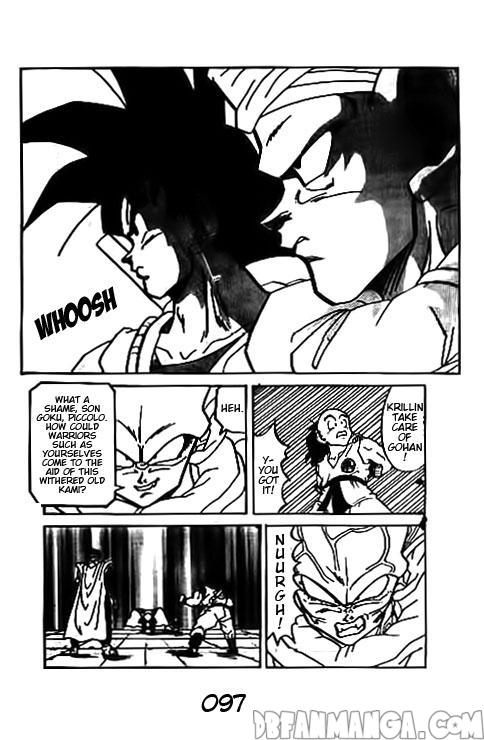 WHOOSH
KRILLIN
TAKE
CARE
OF
GOHAN
!
Y-
YOU
GOT
IT!
HEH.
WHAT A
SHAME, SON
GOKU, PICCOLO.
HOW COULD
WARRIORS
SUCH AS
YOURSELVES
COME TO THE
AID OF THIS
WITHERED OLD
KAMI?
NUURGH!
097
DBFANMANGA.COM